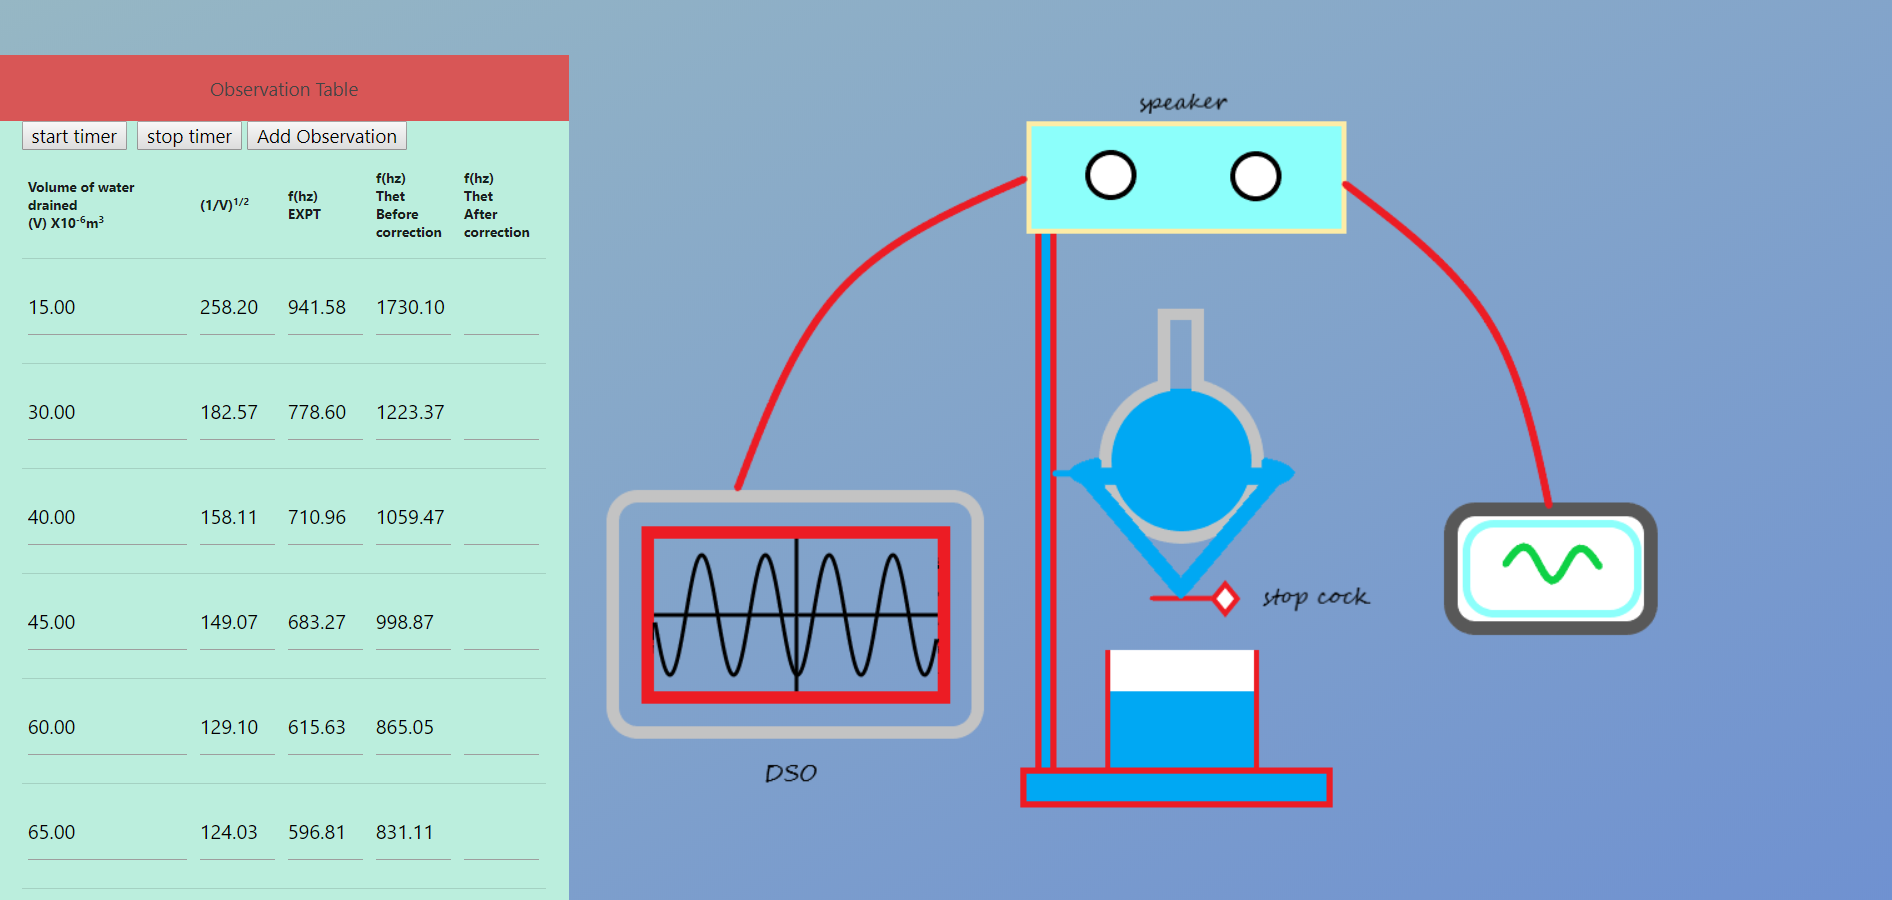 Observation Table
start timer stop timer Add Observation
Volume of water
drained
(V) X10⁻⁶m³
(1/V)¹ᐟ²
f(hz)
EXPT
f(hz)
Thet
Before
correction
f(hz)
Thet
After
correction
15.00 258.20 941.58 1730.10
30.00 182.57 778.60 1223.37
40.00 158.11 710.96 1059.47
45.00 149.07 683.27 998.87
60.00 129.10 615.63 865.05
65.00 124.03 596.81 831.11
speaker
stop cock
DSO